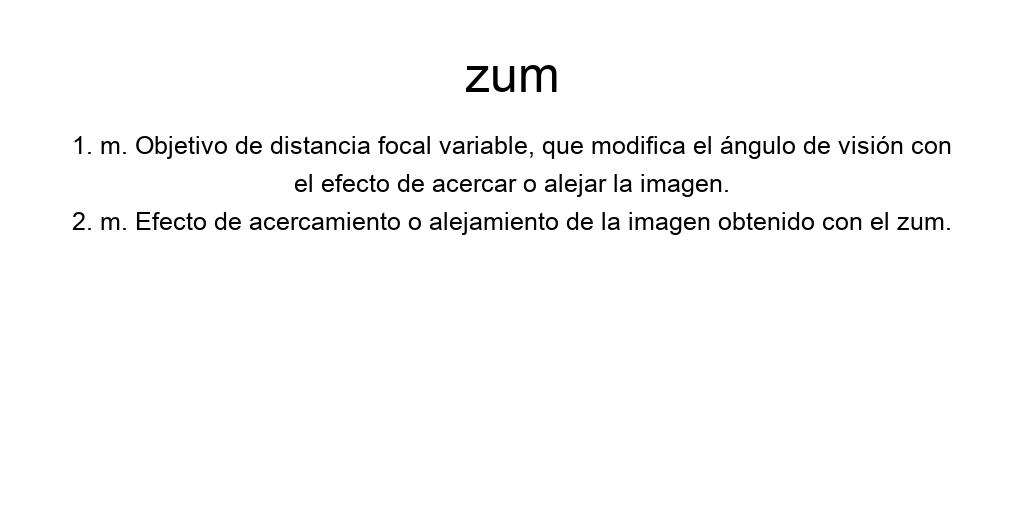 zum
1. m. Objetivo de distancia focal variable, que modifica el ángulo de visión con
el efecto de acercar o alejar la imagen.
2. m. Efecto de acercamiento o alejamiento de la imagen obtenido con el zum.